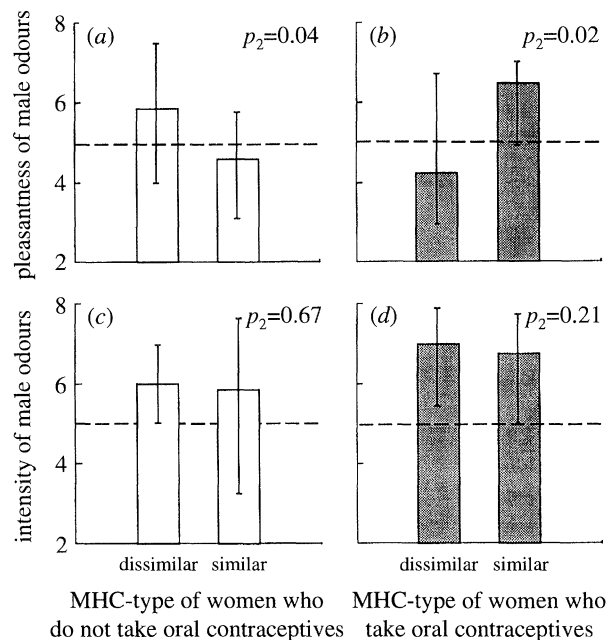 pleasantness of male odours
8
6
4
2
(a)
p2=0.04
(b)
p2=0.02
intensity of male odours
8
6
4
2
(c)
p2=0.67
(d)
p2=0.21
dissimilar similar
dissimilar similar
MHC-type of women who
do not take oral contraceptives
MHC-type of women who
take oral contraceptives